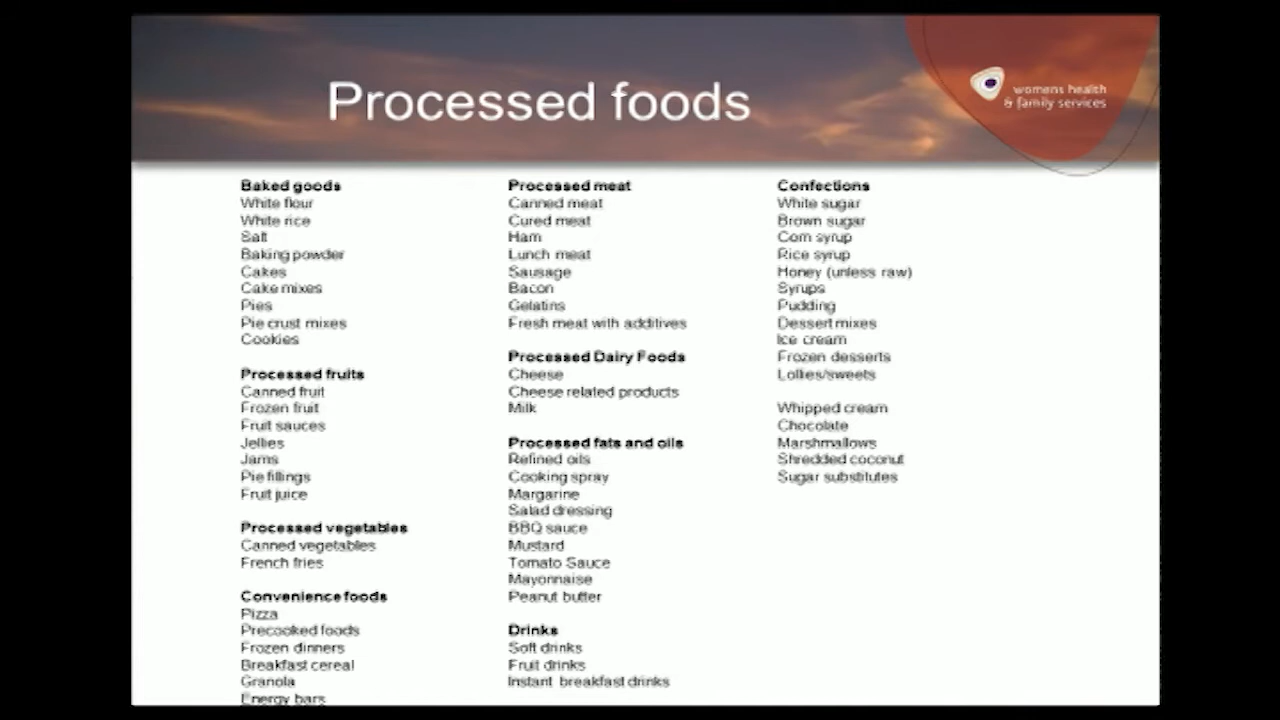 Processed foods
womens health
& family services
Baked goods
White flour
White rice
Salt
Baking powder
Cakes
Cake mixes
Pies
Pie crust mixes
Cookies
Processed fruits
Canned fruit
Frozen fruit
Fruit sauces
Jellies
Jams
Pie fillings
Fruit juice
Processed vegetables
Canned vegetables
French fries
Convenience foods
Pizza
Precooked foods
Frozen dinners
Breakfast cereal
Granola
Energy bars
Processed meat
Canned meat
Cured meat
Ham
Lunch meat
Sausage
Bacon
Gelatins
Fresh meat with additives
Processed Dairy Foods
Cheese
Cheese related products
Milk
Processed fats and oils
Refined oils
Cooking spray
Margarine
Salad dressing
BBQ sauce
Mustard
Tomato Sauce
Mayonnaise
Peanut butter
Drinks
Soft drinks
Fruit drinks
Instant breakfast drinks
Confections
White sugar
Brown sugar
Corn syrup
Rice syrup
Honey (unless raw)
Syrups
Pudding
Dessert mixes
Ice cream
Frozen desserts
Lollies/sweets
Whipped cream
Chocolate
Marshmallows
Shredded coconut
Sugar substitutes